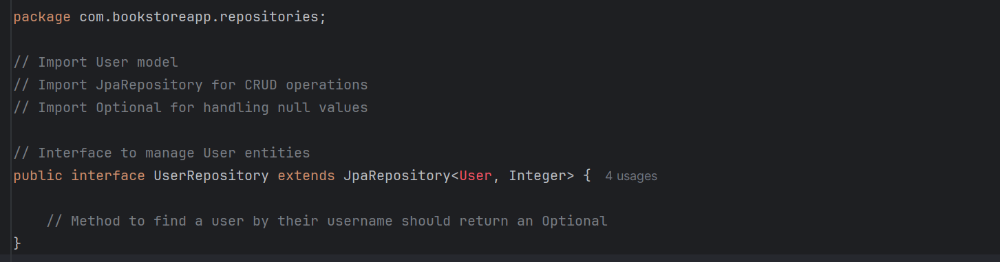 package com.bookstoreapp.repositories;
// Import User model
// Import JpaRepository for CRUD operations
// Import Optional for handling null values
// Interface to manage User entities
public interface UserRepository extends JpaRepository<User, Integer> {  4 usages
// Method to find a user by their username should return an Optional
}